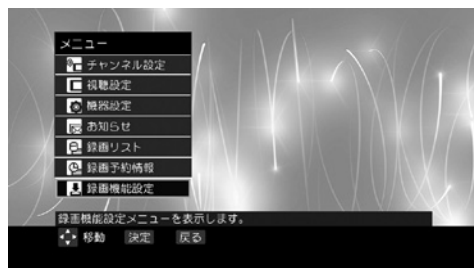 メニュー
チャンネル設定
視聴設定
機器設定
お知らせ
録画リスト
録画予約情報
録画機能設定
録画機能設定メニューを表示します。
移動 決定 戻る